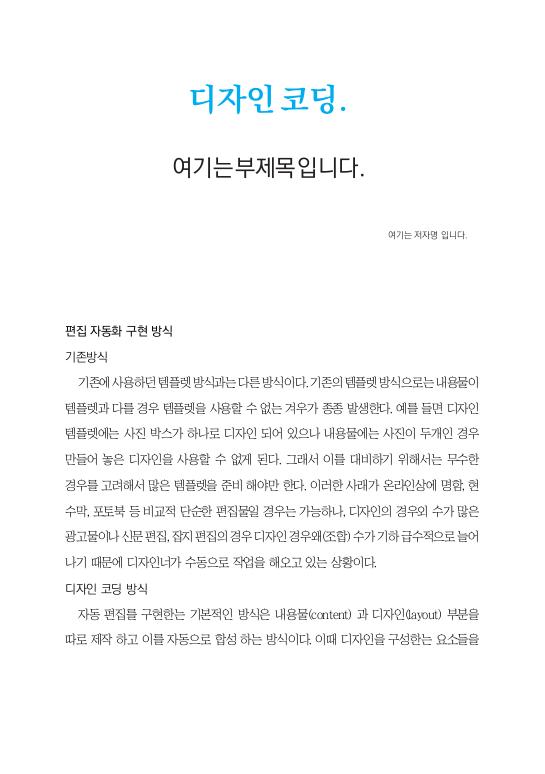 디자인 코딩.
여기는 부제목입니다.
여기는 저자명 입니다.
편집 자동화 구현 방식
기존방식
기존에 사용하던 템플렛 방식과는 다른 방식이다. 기존의 템플렛 방식으로는 내용물이
템플렛과 다를 경우 템플렛을 사용할 수 없는 겨우가 종종 발생한다. 예를 들면 디자인
템플렛에는 사진 박스가 하나로 디자인 되어 있으나 내용물에는 사진이 두개인 경우
만들어 놓은 디자인을 사용할 수 없게 된다. 그래서 이를 대비하기 위해서는 무수한
경우를 고려해서 많은 템플렛을 준비 해야만 한다. 이러한 사래가 온라인상에 명함, 현
수막, 포토북 등 비교적 단순한 편집물일 경우는 가능하나, 디자인의 경우외 수가 많은
광고물이나 신문 편집, 잡지 편집의 경우 디자인 경우왜(조합) 수가 기하 급수적으로 늘어
나기 때문에 디자인너가 수동으로 작업을 해오고 있는 상황이다.
디자인 코딩 방식
자동 편집를 구현한는 기본적인 방식은 내용물(content) 과 디자인(layout) 부분을
따로 제작 하고 이를 자동으로 합성 하는 방식이다. 이때 디자인을 구성한는 요소들을